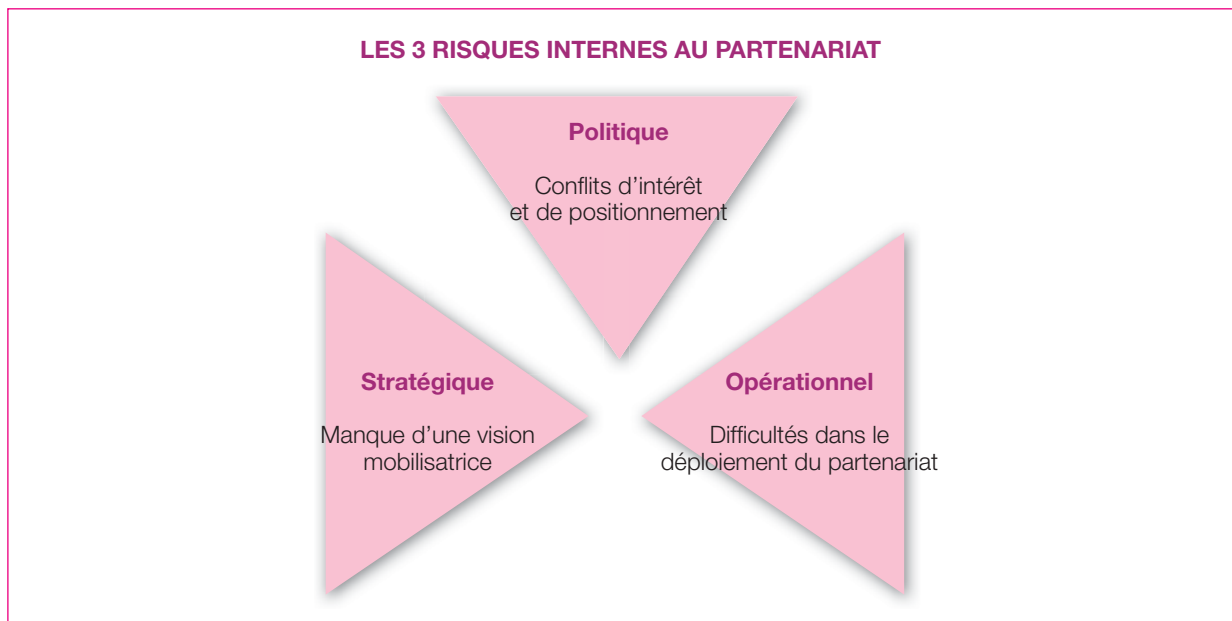 LES 3 RISQUES INTERNES AU PARTENARIAT
Politique
Conflits d’intérêt
et de positionnement
Stratégique
Manque d’une vision
mobilisatrice
Opérationnel
Difficultés dans le
déploiement du partenariat